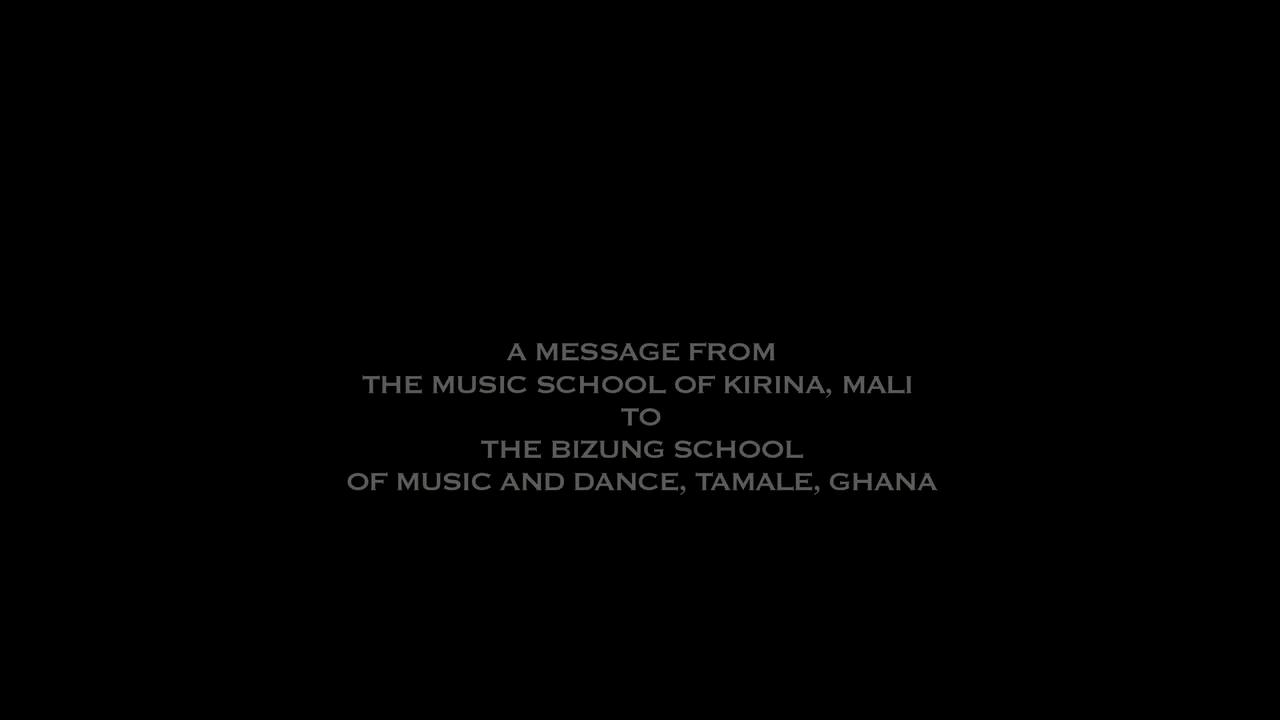 A MESSAGE FROM
THE MUSIC SCHOOL OF KIRINA, MALI
TO
THE BIZUNG SCHOOL
OF MUSIC AND DANCE, TAMALE, GHANA